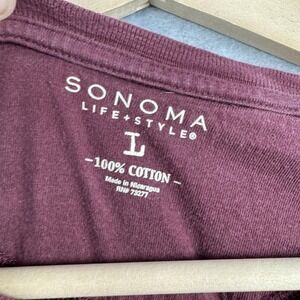 SONOMA
LIFE+STYLE®
L
-100% COTTON-
Made in Nicaragua
RN# 73277